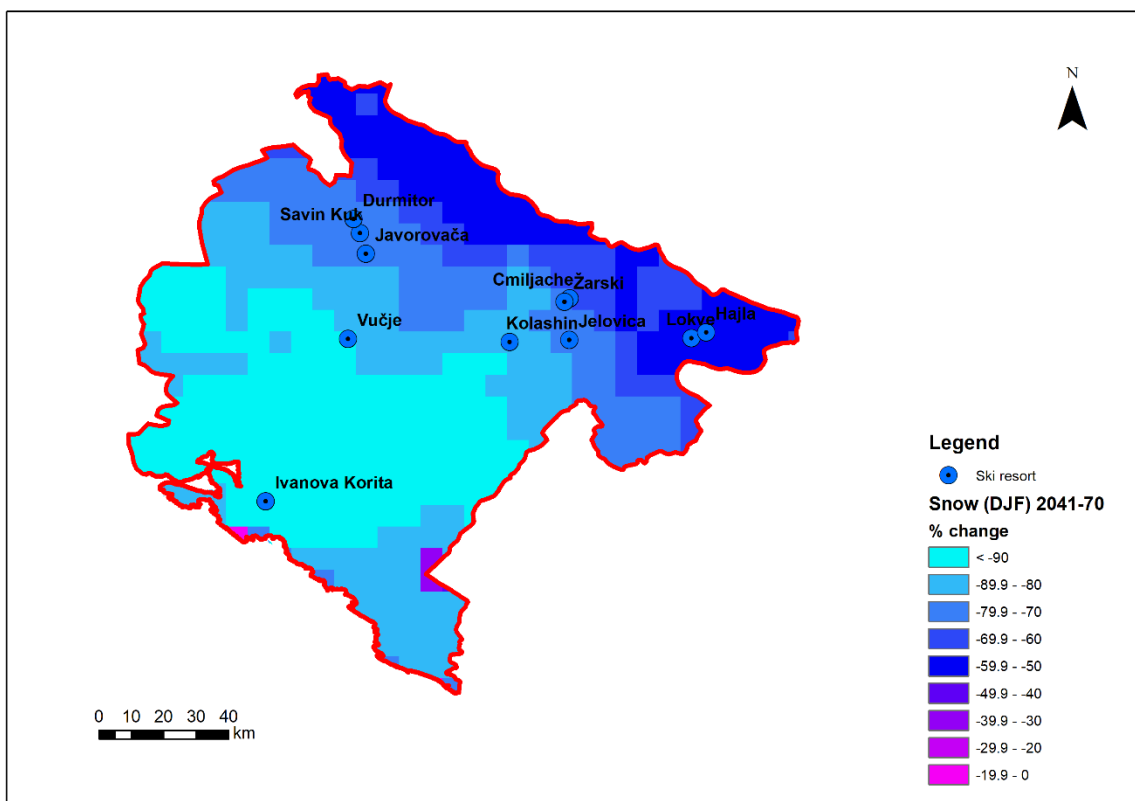 N
Durmitor
Savin Kuk
Javorovača
Cmiljache
Žarski
Vučje
Kolashin
Jelovica
Lokve
Hajla
Ivanova Korita
Legend
Ski resort
Snow (DJF) 2041-70
% change
< -90
-89.9 - -80
-79.9 - -70
-69.9 - -60
-59.9 - -50
-49.9 - -40
-39.9 - -30
-29.9 - -20
-19.9 - 0
0 10 20 30 40
km